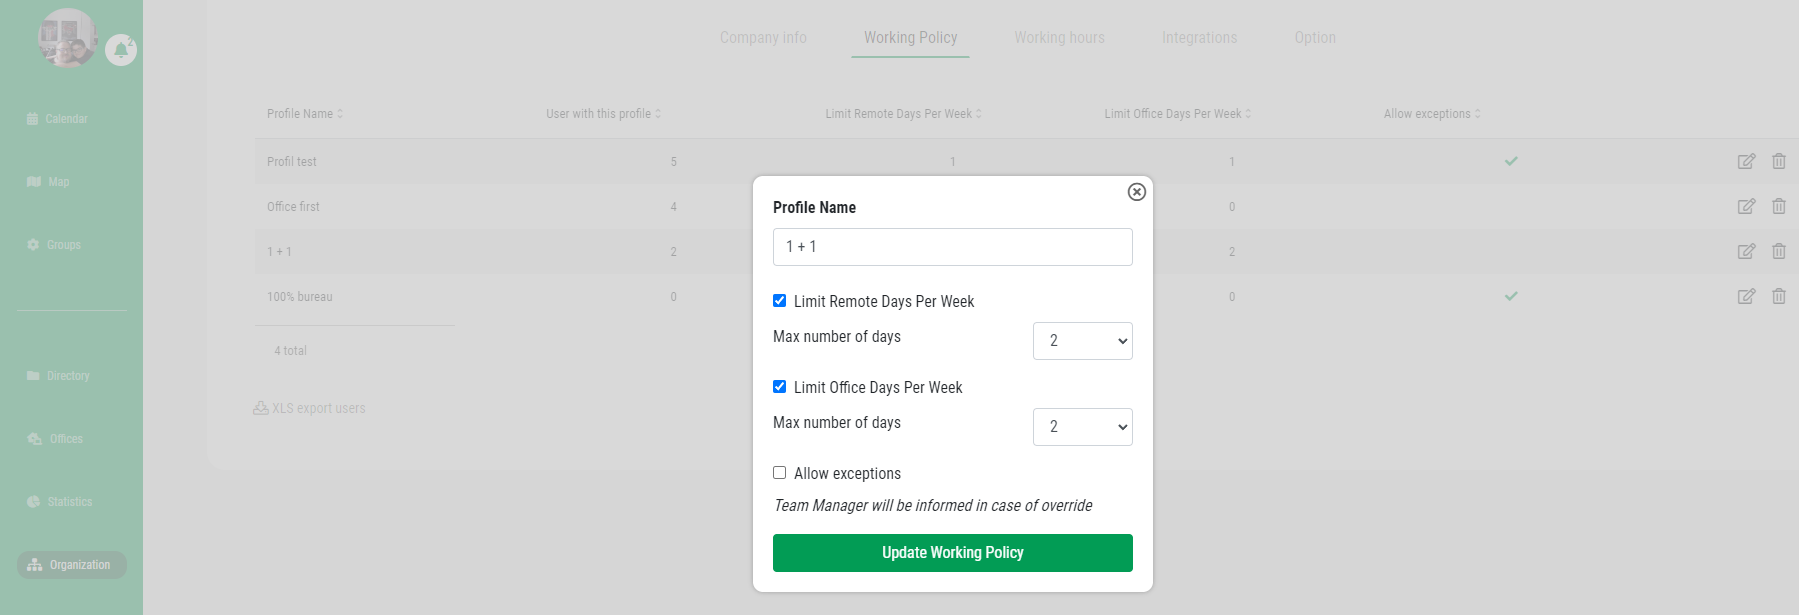 2
Calendar
Map
Groups
Directory
Offices
Statistics
Organization
Company info Working Policy Working hours Integrations Option
Profile Name User with this profile Limit Remote Days Per Week Limit Office Days Per Week Allow exceptions
Profil test 5 1 1
Office first 4 0
1 + 1 2 2
100% bureau 0 0
4 total
XLS export users
Profile Name
1 + 1
Limit Remote Days Per Week
Max number of days 2
Limit Office Days Per Week
Max number of days 2
Allow exceptions
Team Manager will be informed in case of override
Update Working Policy